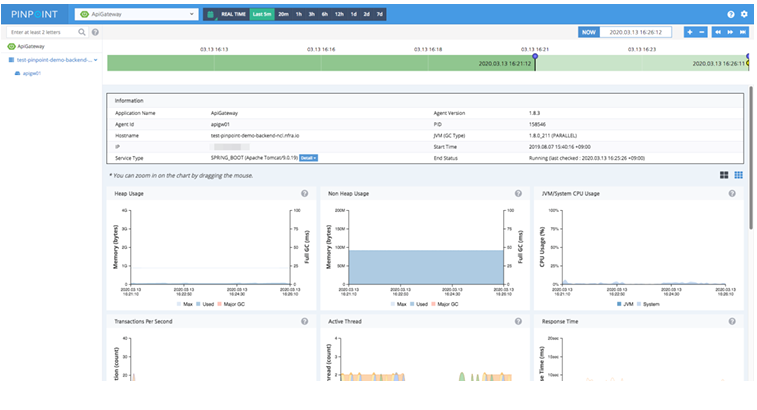 PINPOINT
ApiGateway
REAL TIME Last 5m 20m 1h 3h 6h 12h 1d 2d 7d
Enter at least 2 letters
NOW 2020.03.13 16:26:12
ApiGateway
test-pinpoint-demo-backend-...
apigw01
03.13 16:13 03.13 16:16 03.13 16:18 03.13 16:21 03.13 16:23
2020.03.13 16:21:12 2020.03.13 16:26:11
Information
Application Name ApiGateway Agent Version 1.8.3
Agent Id apigw01 PID 158546
Hostname test-pinpoint-demo-backend-ncl.nfra.io JVM (GC Type) 1.8.0_211 (PARALLEL)
IP Start Time 2019.08.07 15:40:16 +09:00
Service Type SPRING_BOOT (Apache Tomcat/9.0.19) Detail End Status Running (last checked : 2020.03.13 16:25:26 +09:00)
* You can zoom in on the chart by dragging the mouse.
Heap Usage Non Heap Usage JVM/System CPU Usage
4G 3G 2G 1G 0 100 75 50 25 0
Memory (bytes) Full GC (ms)
2020.03.13 16:21:10 2020.03.13 16:22:50 2020.03.13 16:24:30 2020.03.13 16:26:10
Max Used Major GC
200M 150M 100M 50M 0 100 75 50 25 0
Memory (bytes) Full GC (ms)
2020.03.13 16:21:10 2020.03.13 16:22:50 2020.03.13 16:24:30 2020.03.13 16:26:10
Max Used Major GC
100% 75% 50% 25% 0%
CPU Usage (%)
2020.03.13 16:21:10 2020.03.13 16:22:50 2020.03.13 16:24:30 2020.03.13 16:26:10
JVM System
Transactions Per Second Active Thread Response Time
40 30 20
4 3 2
20ms 15ms 10ms